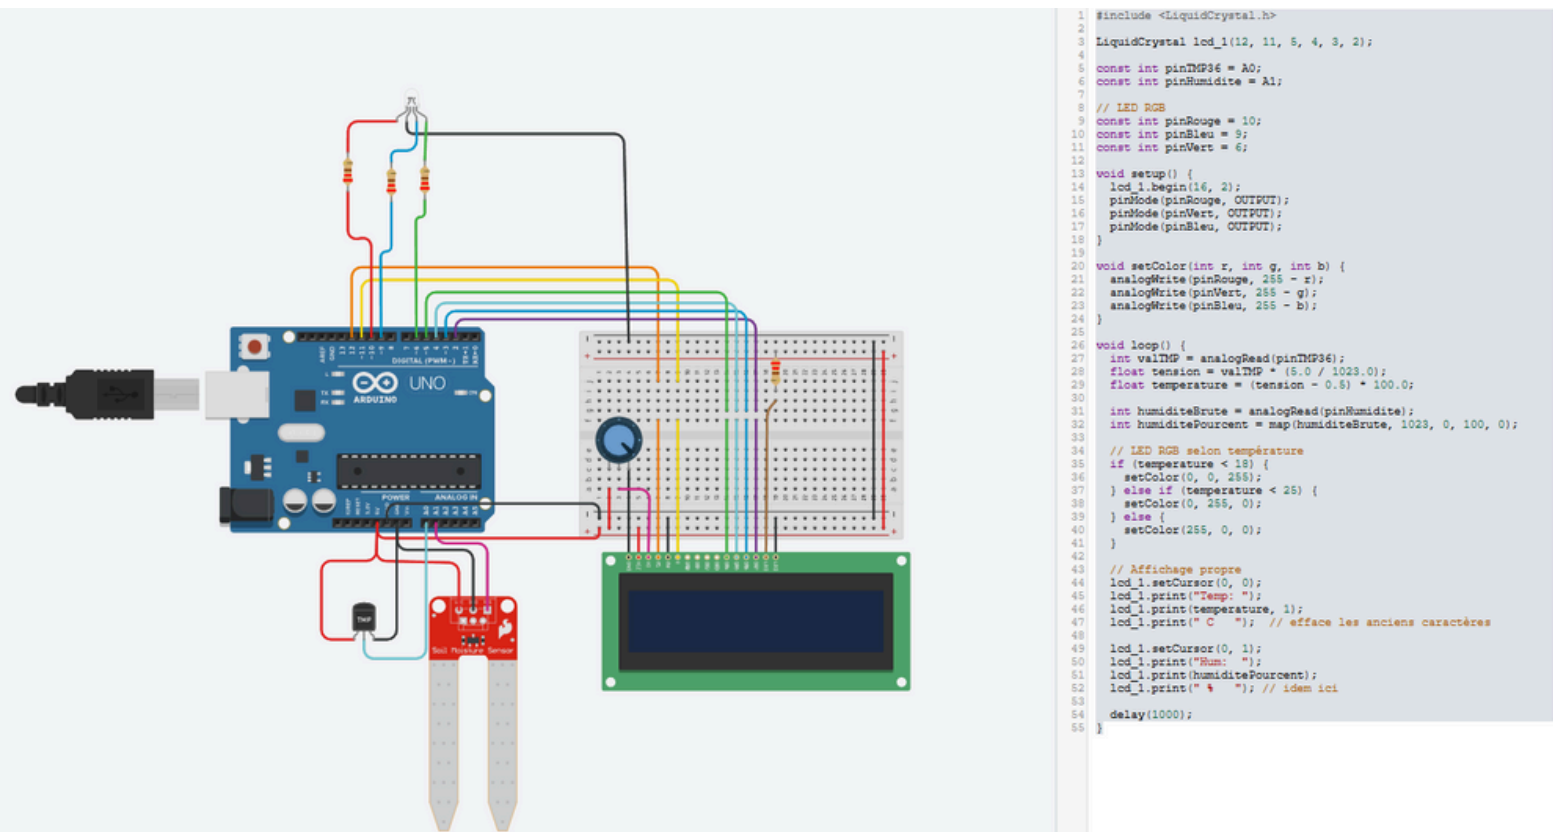 #include <LiquidCrystal.h>
LiquidCrystal lcd_1(12, 11, 5, 4, 3, 2);
const int pinTMP36 = A0;
const int pinHumidite = A1;
// LED RGB
const int pinRouge = 10;
const int pinBleu = 9;
const int pinVert = 6;
void setup() {
lcd_1.begin(16, 2);
pinMode(pinRouge, OUTPUT);
pinMode(pinVert, OUTPUT);
pinMode(pinBleu, OUTPUT);
}
void setColor(int r, int g, int b) {
analogWrite(pinRouge, 255 - r);
analogWrite(pinVert, 255 - g);
analogWrite(pinBleu, 255 - b);
}
void loop() {
int valTMP = analogRead(pinTMP36);
float tension = valTMP * (5.0 / 1023.0);
float temperature = (tension - 0.5) * 100.0;
int humiditeBrute = analogRead(pinHumidite);
int humiditePourcent = map(humiditeBrute, 1023, 0, 100, 0);
// LED RGB selon température
if (temperature < 18) {
setColor(0, 0, 255);
} else if (temperature < 25) {
setColor(0, 255, 0);
} else {
setColor(255, 0, 0);
}
// Affichage propre
lcd_1.setCursor(0, 0);
lcd_1.print("Temp: ");
lcd_1.print(temperature, 1);
lcd_1.print(" C   ");  // efface les anciens caractères
lcd_1.setCursor(0, 1);
lcd_1.print("Hum:  ");
lcd_1.print(humiditePourcent);
lcd_1.print(" %   "); // idem ici
delay(1000);
}
DIGITAL (PWM~)
UNO
ARDUINO
POWER
ANALOG IN
TMP
Soil Moisture Sensor